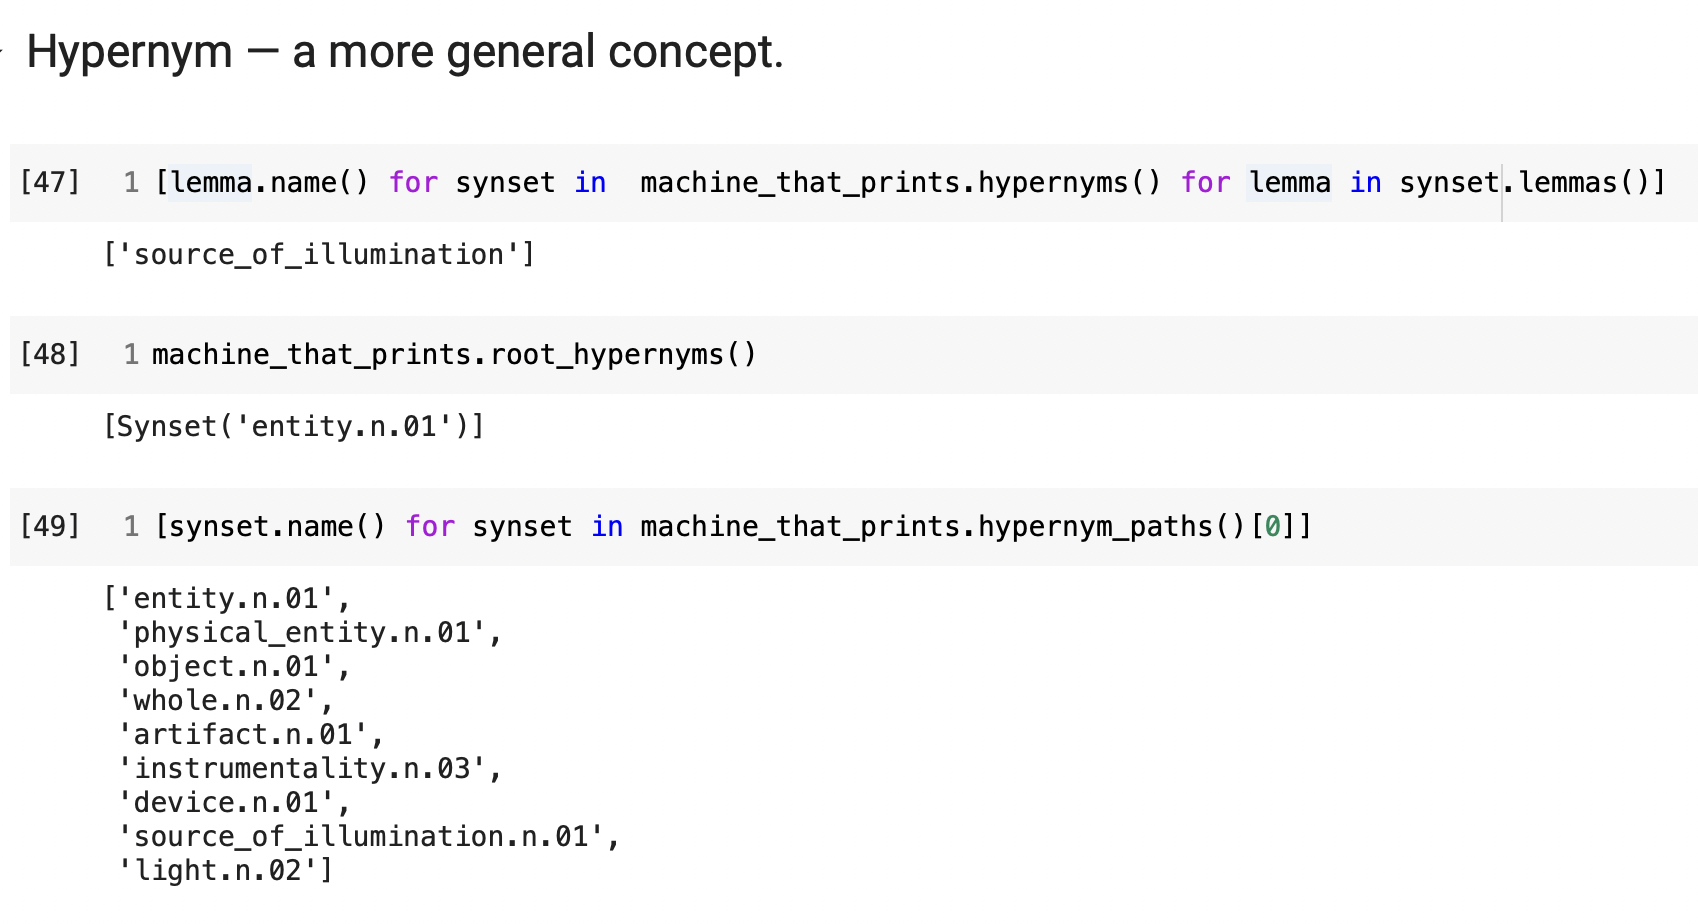 Hypernym — a more general concept.
[47] 1 [lemma.name() for synset in  machine_that_prints.hypernyms() for lemma in synset.lemmas()]
['source_of_illumination']
[48] 1 machine_that_prints.root_hypernyms()
[Synset('entity.n.01')]
[49] 1 [synset.name() for synset in machine_that_prints.hypernym_paths()[0]]
['entity.n.01',
'physical_entity.n.01',
'object.n.01',
'whole.n.02',
'artifact.n.01',
'instrumentality.n.03',
'device.n.01',
'source_of_illumination.n.01',
'light.n.02']